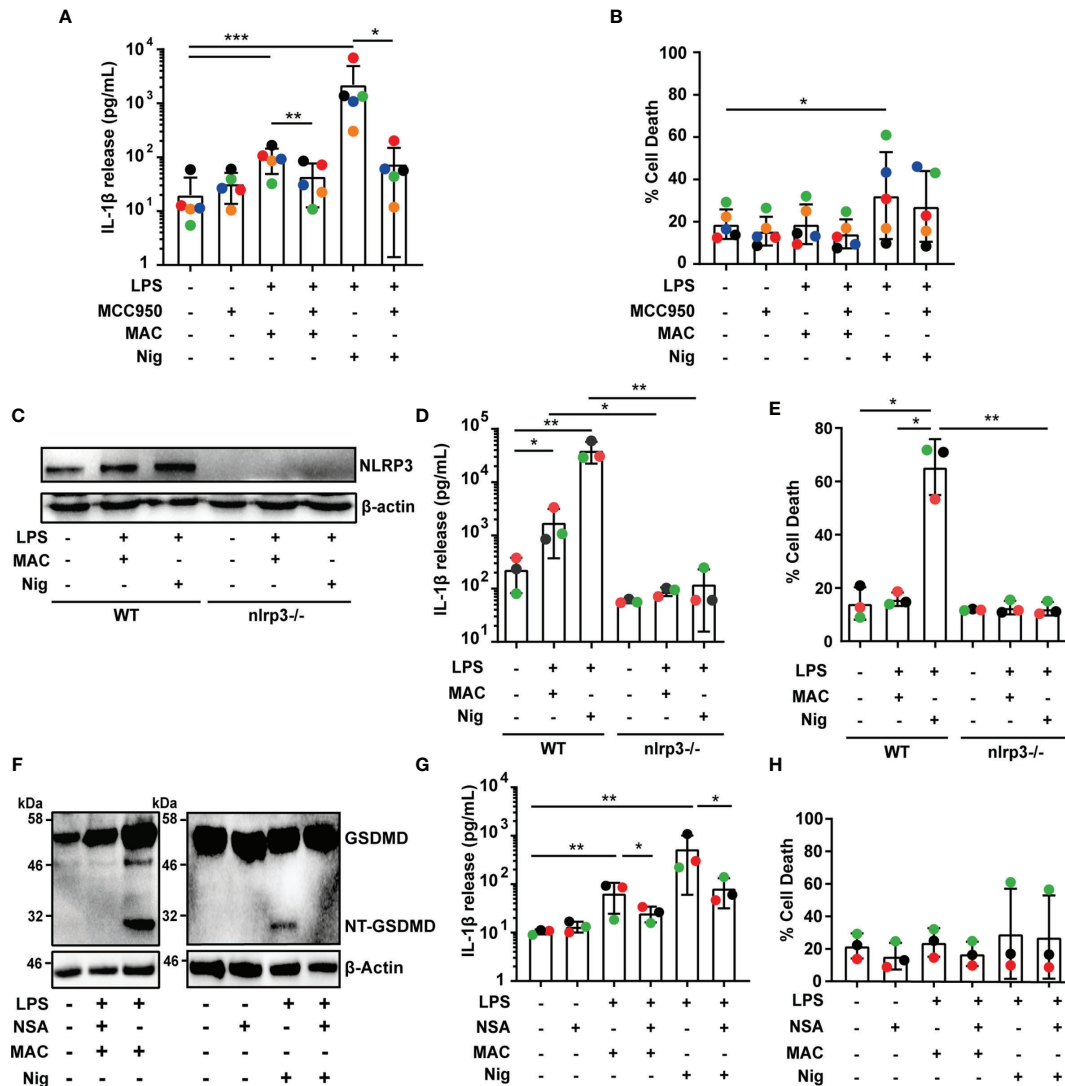 A
IL-1β release (pg/mL)
10⁴
10³
10²
10¹
1
***
**
*
LPS - - + + + +
MCC950 - + - + - +
MAC - - + + - -
Nig - - - - + +
B
% Cell Death
100
80
60
40
20
0
*
LPS - - + + + +
MCC950 - + - + - +
MAC - - + + - -
Nig - - - - + +
C
NLRP3
β-actin
LPS - + + - + +
MAC - + - - + -
Nig - - + - - +
WT nlrp3-/-
D
IL-1β release (pg/mL)
10⁵
10⁴
10³
10²
10¹
**
*
**
*
LPS - + + - + +
MAC - + - - + -
Nig - - + - - +
WT nlrp3-/-
E
% Cell Death
80
60
40
20
0
*
*
**
LPS - + + - + +
MAC - + - - + -
Nig - - + - - +
WT nlrp3-/-
F
kDa kDa
58 58
46 46
32 32
46 46
GSDMD
NT-GSDMD
β-Actin
LPS - + + - - + +
NSA - + - - + - +
MAC - + + - - - -
Nig - - - - - + +
G
IL-1β release (pg/mL)
10⁴
10³
10²
10¹
1
**
*
**
*
LPS - - + + + +
NSA - + - + - +
MAC - - + + - -
Nig - - - - + +
H
% Cell Death
100
80
60
40
20
0
LPS - - + + + +
NSA - + - + - +
MAC - - + + - -
Nig - - - - + +